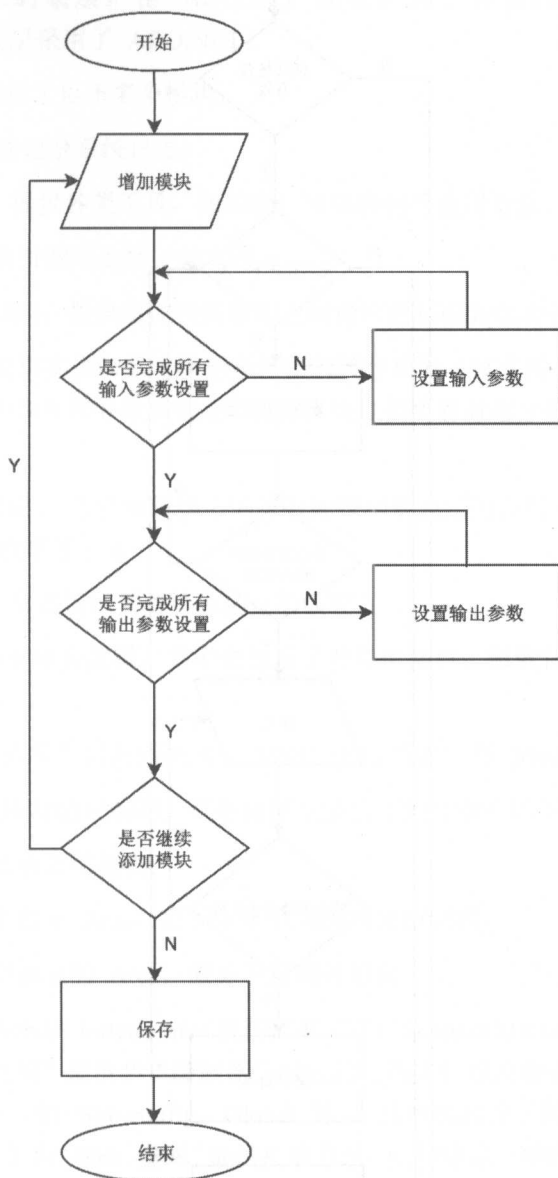 开始
增加模块
是否完成所有
输入参数设置
N
设置输入参数
Y
Y
是否完成所有
输出参数设置
N
设置输出参数
Y
是否继续
添加模块
N
保存
结束